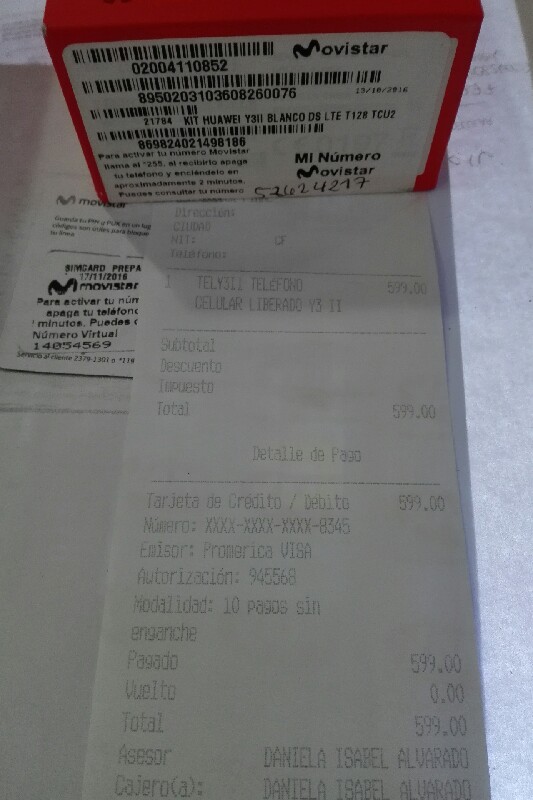 Movistar
02004110852
8950203103608260076
13/10/2016
21784 KIT HUAWEI Y3II BLANCO DS LTE T128 TCU2
869824021498186
Para activar tu número Movistar
llama al *255, al recibirlo apaga
tu teléfono y enciéndelo en
aproximadamente 2 minutos.
Puedes consultar tu número
Mi Número
Movistar
52624217
movistar
Guarda tu PIN y PUK en un lug
códigos son útiles para bloque
tu línea.
SIMCARD PREPA
17/11/2016
movistar
Para activar tu núm
apaga tu teléfono
minutos. Puedes c
Número Virtual
14054569
Servicio al cliente 2379-1301 o *116
Dirección:
CIUDAD
NIT: CF
Teléfono:
1 TELY3II TELEFONO 599.00
CELULAR LIBERADO Y3 II
Subtotal
Descuento
Impuesto
Total 599.00
Detalle de Pago
Tarjeta de Crédito / Débito 599.00
Número: XXXX-XXXX-XXXX-8345
Emisor: Promerica VISA
Autorización: 945568
Modalidad: 10 pagos sin
enganche
Pagado 599.00
Vuelto 0.00
Total 599.00
Asesor DANIELA ISABEL ALVARADO
Cajero(a): DANIELA ISABEL ALVARADO